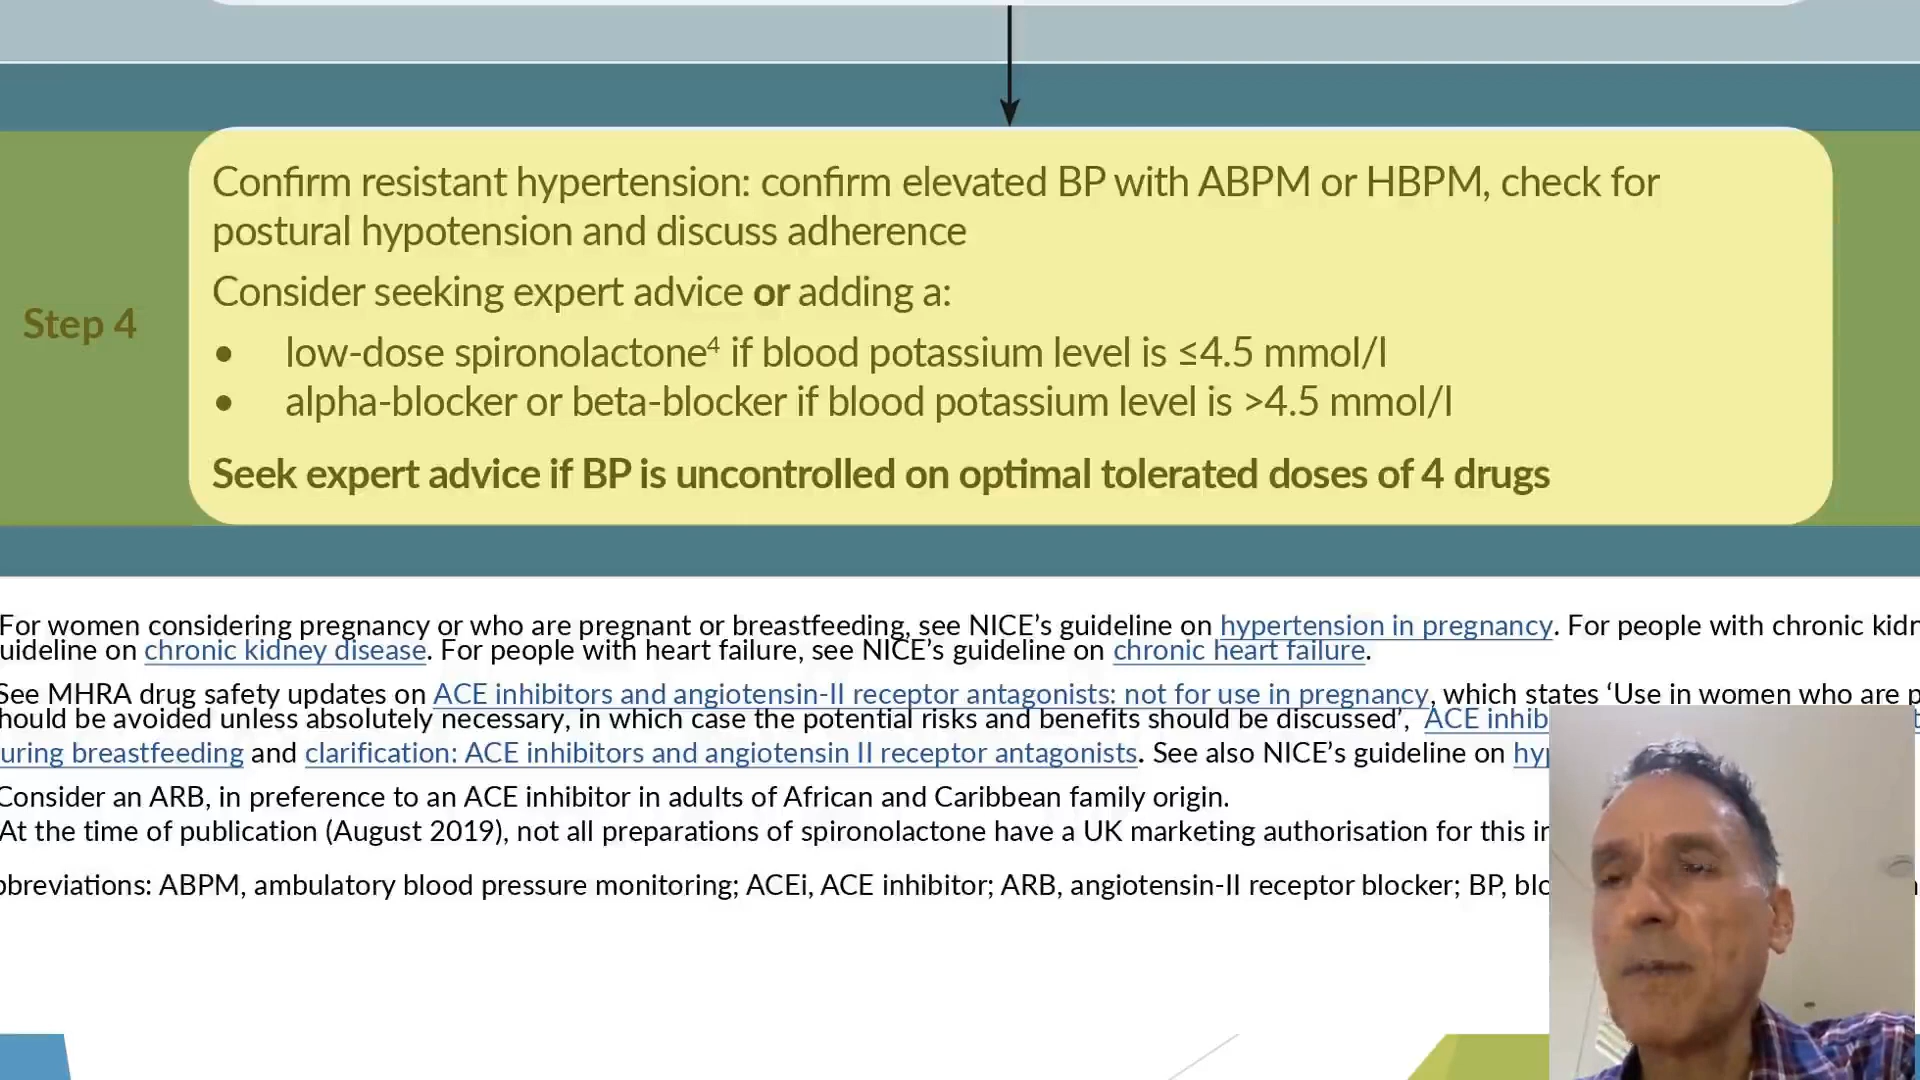 Confirm resistant hypertension: confirm elevated BP with ABPM or HBPM, check for
postural hypotension and discuss adherence
Consider seeking expert advice or adding a:
Step 4
• low-dose spironolactone⁴ if blood potassium level is ≤4.5 mmol/l
• alpha-blocker or beta-blocker if blood potassium level is >4.5 mmol/l
Seek expert advice if BP is uncontrolled on optimal tolerated doses of 4 drugs
For women considering pregnancy or who are pregnant or breastfeeding, see NICE’s guideline on hypertension in pregnancy. For people with chronic kidn
uideline on chronic kidney disease. For people with heart failure, see NICE’s guideline on chronic heart failure.
See MHRA drug safety updates on ACE inhibitors and angiotensin-II receptor antagonists: not for use in pregnancy, which states ‘Use in women who are p
hould be avoided unless absolutely necessary, in which case the potential risks and benefits should be discussed’, ACE inhib
uring breastfeeding and clarification: ACE inhibitors and angiotensin II receptor antagonists. See also NICE’s guideline on hyp
Consider an ARB, in preference to an ACE inhibitor in adults of African and Caribbean family origin.
At the time of publication (August 2019), not all preparations of spironolactone have a UK marketing authorisation for this in
bbreviations: ABPM, ambulatory blood pressure monitoring; ACEi, ACE inhibitor; ARB, angiotensin-II receptor blocker; BP, blo